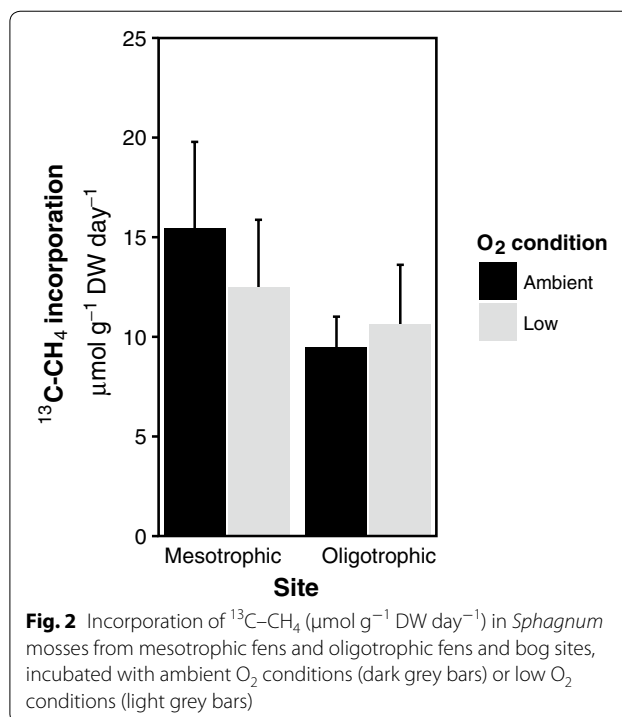 25
20
15
10
5
0
¹³C-CH₄ incorporation
µmol g⁻¹ DW day⁻¹
Mesotrophic Oligotrophic
Site
O₂ condition
Ambient
Low
Fig. 2 Incorporation of ¹³C–CH₄ (µmol g⁻¹ DW day⁻¹) in Sphagnum
mosses from mesotrophic fens and oligotrophic fens and bog sites,
incubated with ambient O₂ conditions (dark grey bars) or low O₂
conditions (light grey bars)